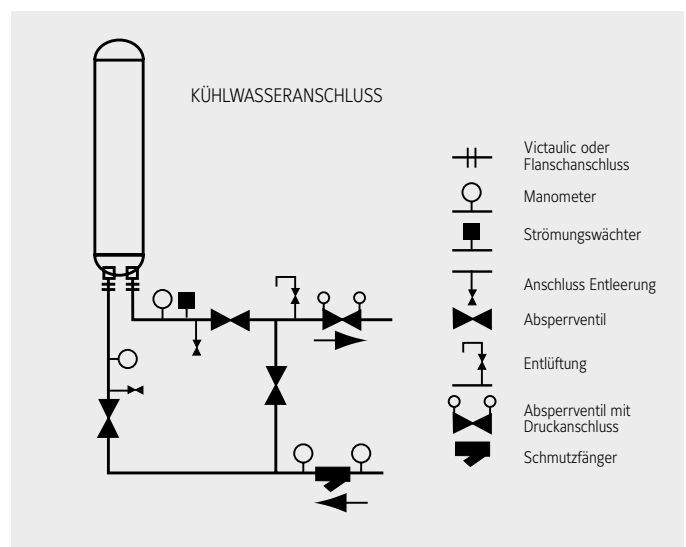 KÜHLWASSERANSCHLUSS
Victaulic oder
Flanschanschluss
Manometer
Strömungswächter
Anschluss Entleerung
Absperrventil
Entlüftung
Absperrventil mit
Druckanschluss
Schmutzfänger